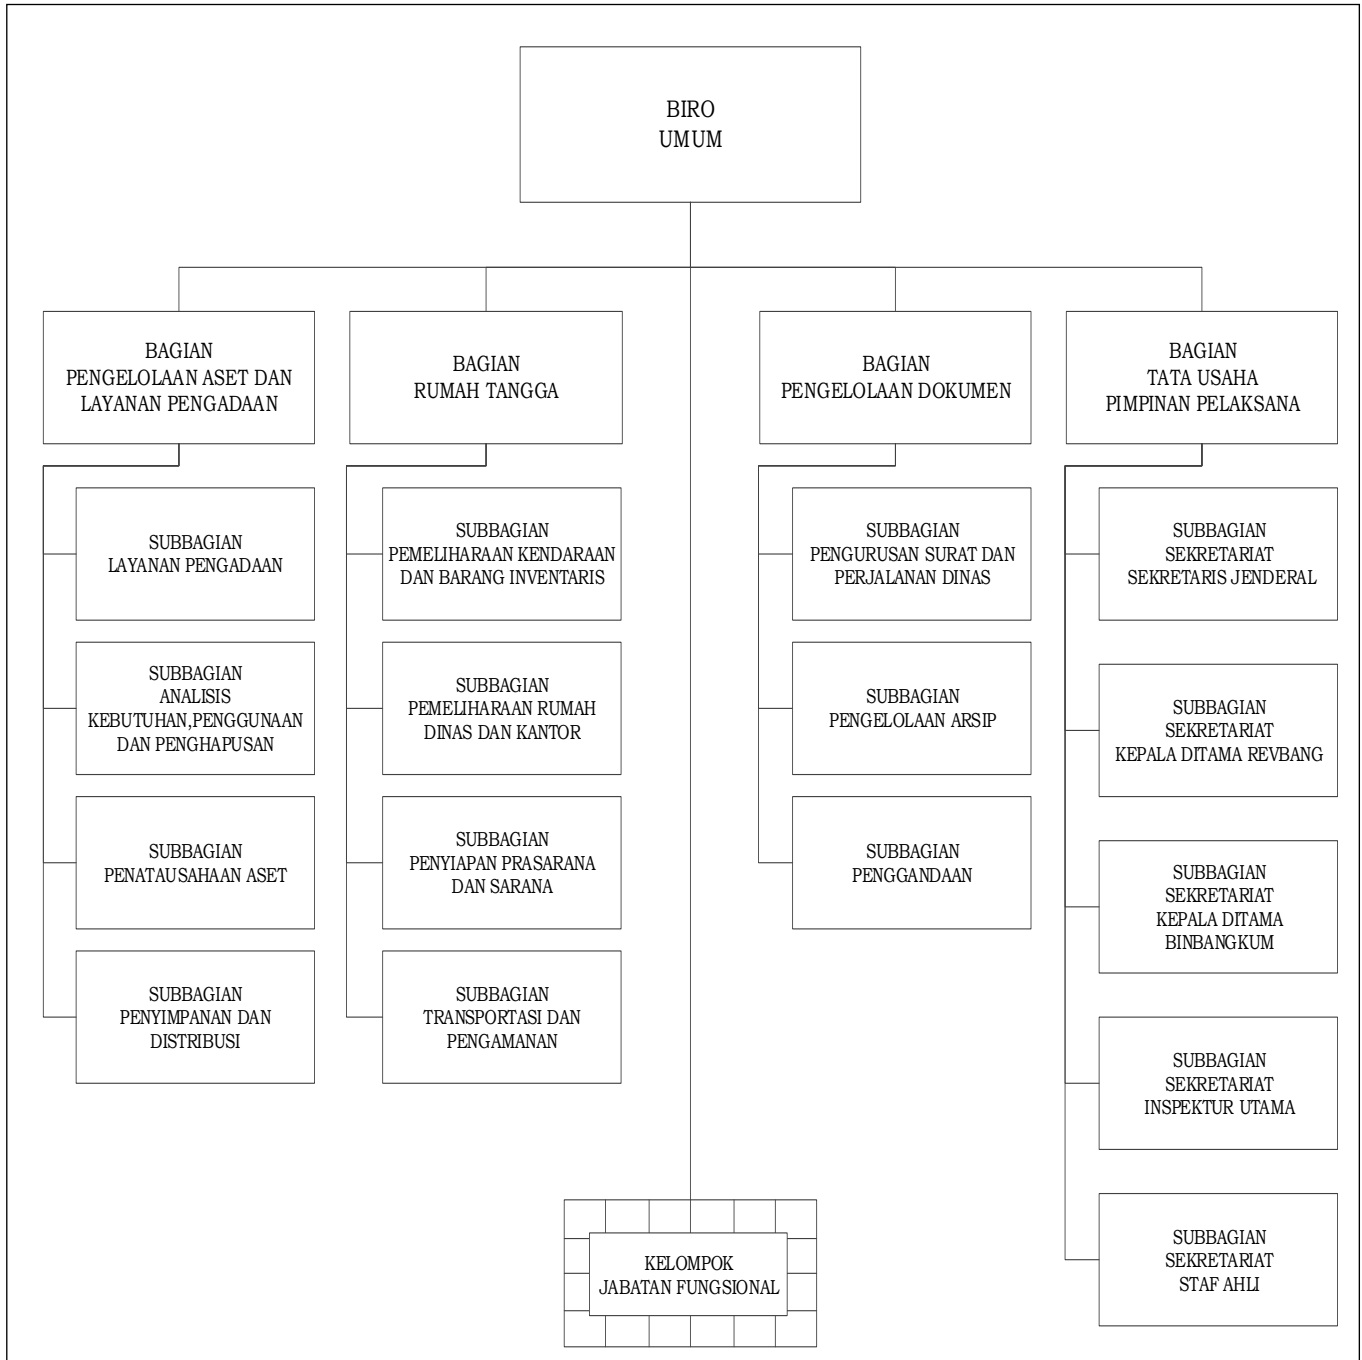 BIRO
UMUM
BAGIAN
PENGELOLAAN ASET DAN
LAYANAN PENGADAAN
BAGIAN
RUMAH TANGGA
BAGIAN
PENGELOLAAN DOKUMEN
BAGIAN
TATA USAHA
PIMPINAN PELAKSANA
SUBBAGIAN
LAYANAN PENGADAAN
SUBBAGIAN
ANALISIS
KEBUTUHAN,PENGGUNAAN
DAN PENGHAPUSAN
SUBBAGIAN
PENATAUSAHAAN ASET
SUBBAGIAN
PENYIMPANAN DAN
DISTRIBUSI
SUBBAGIAN
PEMELIHARAAN KENDARAAN
DAN BARANG INVENTARIS
SUBBAGIAN
PEMELIHARAAN RUMAH
DINAS DAN KANTOR
SUBBAGIAN
PENYIAPAN PRASARANA
DAN SARANA
SUBBAGIAN
TRANSPORTASI DAN
PENGAMANAN
SUBBAGIAN
PENGURUSAN SURAT DAN
PERJALANAN DINAS
SUBBAGIAN
PENGELOLAAN ARSIP
SUBBAGIAN
PENGGANDAAN
SUBBAGIAN
SEKRETARIAT
SEKRETARIS JENDERAL
SUBBAGIAN
SEKRETARIAT
KEPALA DITAMA REVBANG
SUBBAGIAN
SEKRETARIAT
KEPALA DITAMA
BINBANGKUM
SUBBAGIAN
SEKRETARIAT
INSPEKTUR UTAMA
SUBBAGIAN
SEKRETARIAT
STAF AHLI
KELOMPOK
JABATAN FUNGSIONAL